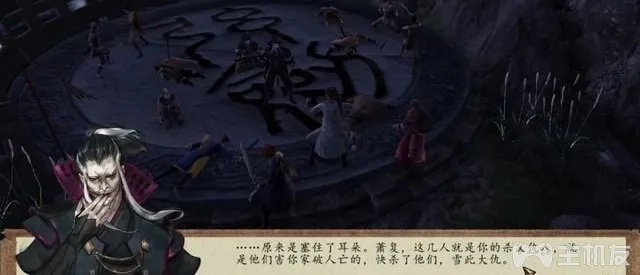 ……原来是塞住了耳朵。萧复，这几人就是你的杀
是他们害你家破人亡的，快杀了他们，雪此大仇。
主机友